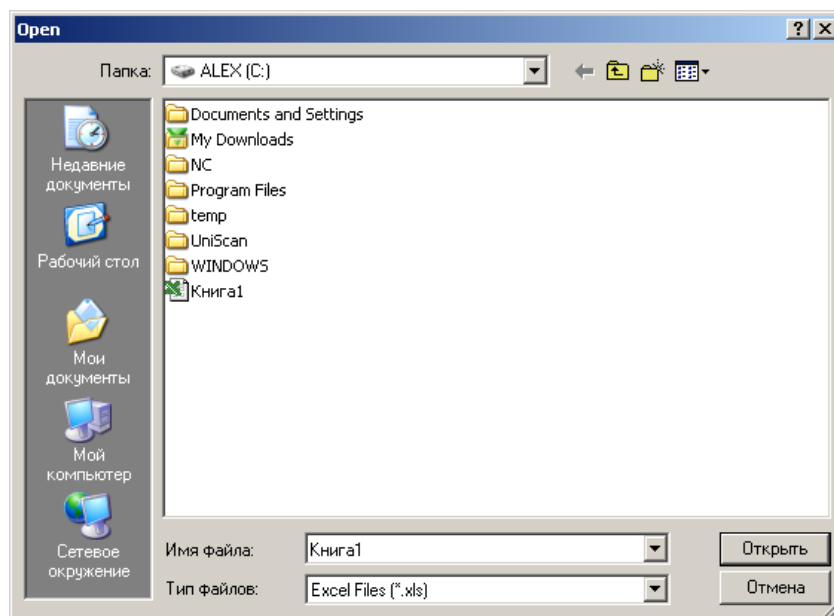 Open
Папка: ALEX (C:)
Недавние
документы
Рабочий стол
Мои
документы
Мой
компьютер
Сетевое
окружение
Documents and Settings
My Downloads
NC
Program Files
temp
UniScan
WINDOWS
Книга1
Имя файла: Книга1 Открыть
Тип файлов: Excel Files (*.xls) Отмена